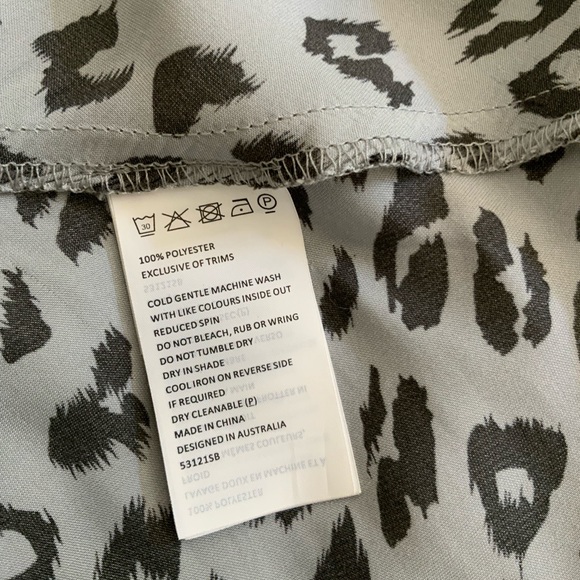 30
P
100% POLYESTER
EXCLUSIVE OF TRIMS
COLD GENTLE MACHINE WASH
WITH LIKE COLOURS INSIDE OUT
REDUCED SPIN
DO NOT BLEACH, RUB OR WRING
DO NOT TUMBLE DRY
DRY IN SHADE
COOL IRON ON REVERSE SIDE
IF REQUIRED
DRY CLEANABLE (P)
MADE IN CHINA
DESIGNED IN AUSTRALIA
53121SB